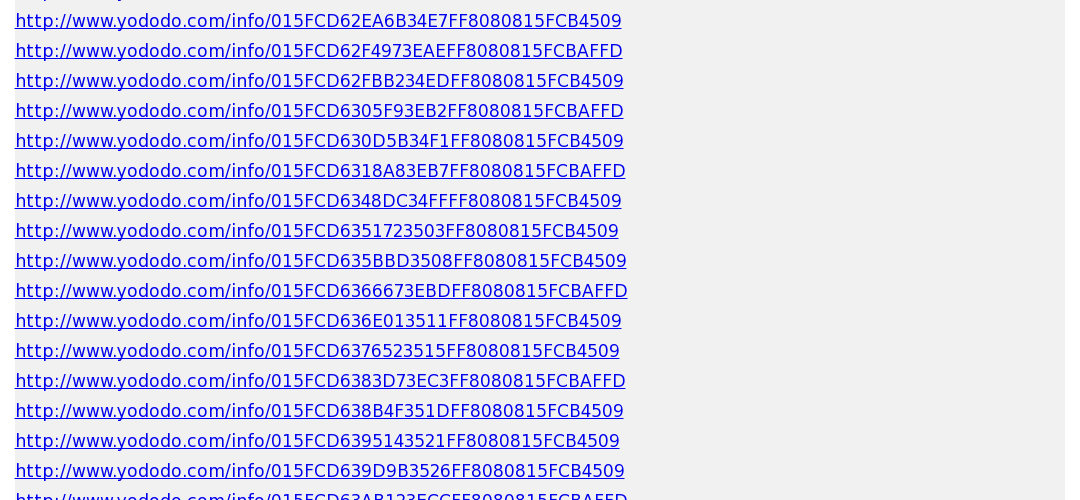 http://www.yododo.com/info/015FCD62EA6B34E7FF8080815FCB4509
http://www.yododo.com/info/015FCD62F4973EAEFF8080815FCBAFFD
http://www.yododo.com/info/015FCD62FBB234EDFF8080815FCB4509
http://www.yododo.com/info/015FCD6305F93EB2FF8080815FCBAFFD
http://www.yododo.com/info/015FCD630D5B34F1FF8080815FCB4509
http://www.yododo.com/info/015FCD6318A83EB7FF8080815FCBAFFD
http://www.yododo.com/info/015FCD6348DC34FFFF8080815FCB4509
http://www.yododo.com/info/015FCD6351723503FF8080815FCB4509
http://www.yododo.com/info/015FCD635BBD3508FF8080815FCB4509
http://www.yododo.com/info/015FCD6366673EBDFF8080815FCBAFFD
http://www.yododo.com/info/015FCD636E013511FF8080815FCB4509
http://www.yododo.com/info/015FCD6376523515FF8080815FCB4509
http://www.yododo.com/info/015FCD6383D73EC3FF8080815FCBAFFD
http://www.yododo.com/info/015FCD638B4F351DFF8080815FCB4509
http://www.yododo.com/info/015FCD6395143521FF8080815FCB4509
http://www.yododo.com/info/015FCD639D9B3526FF8080815FCB4509